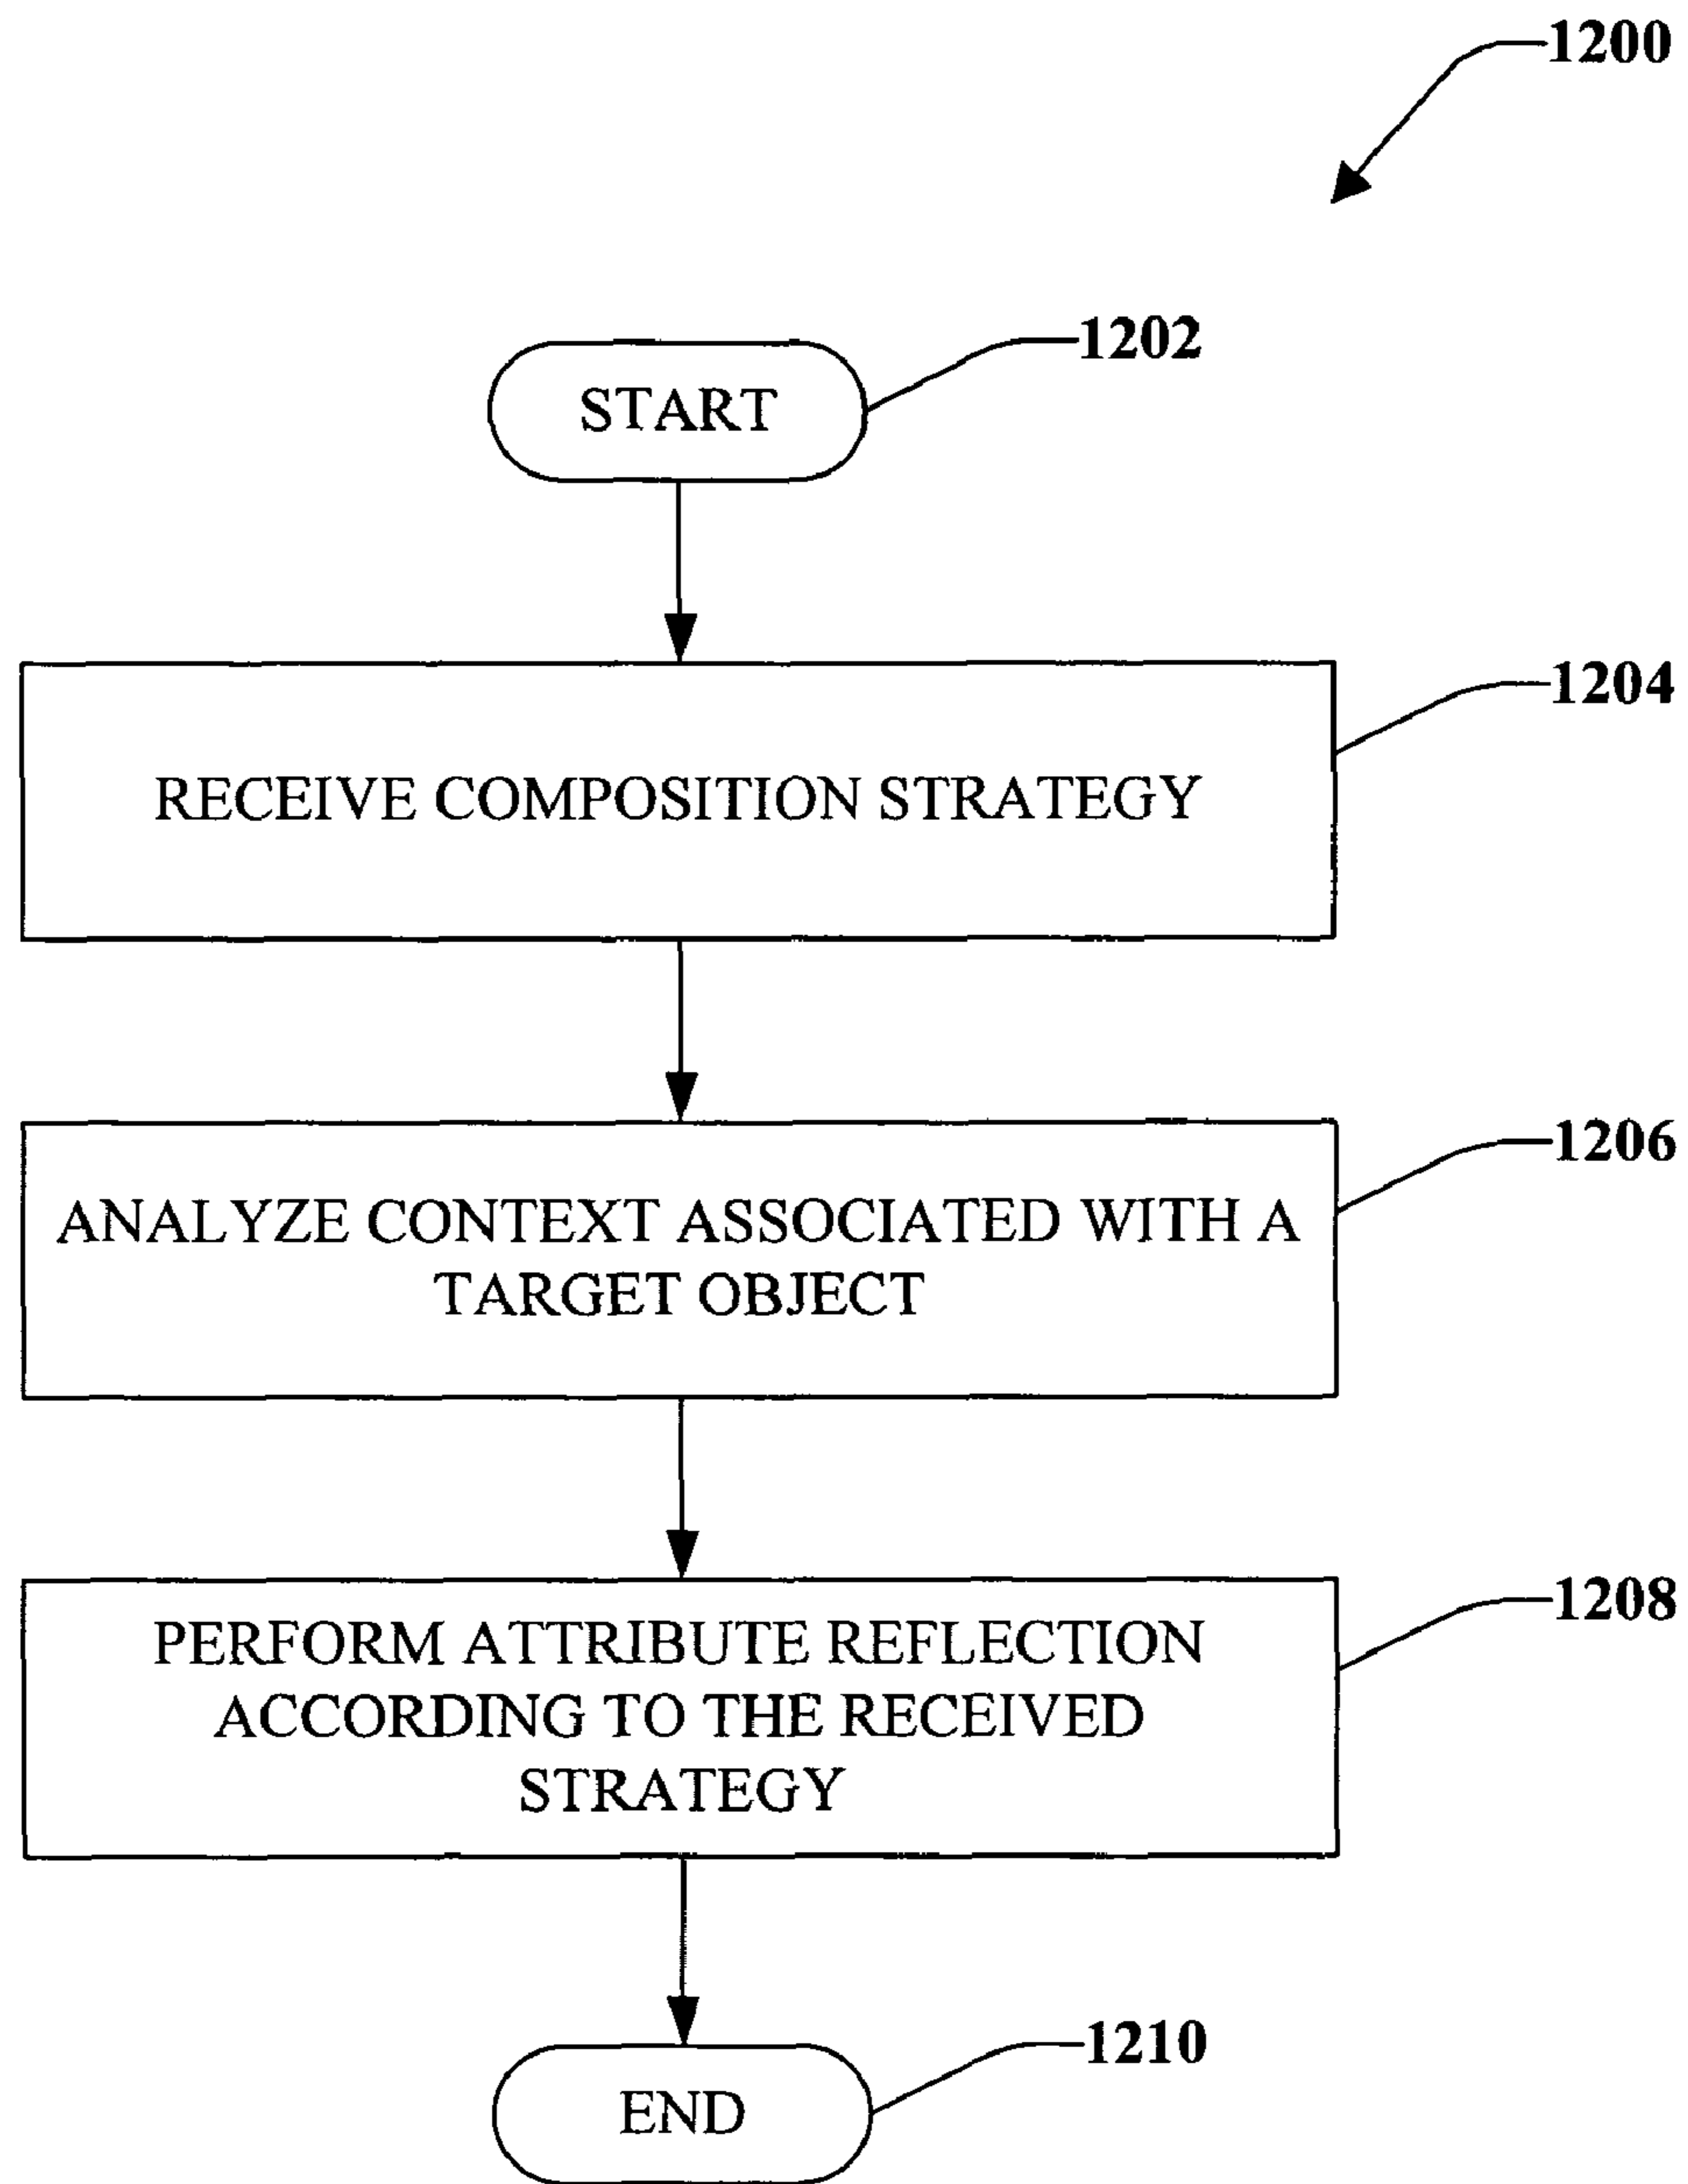 1200
1202
START
1204
RECEIVE COMPOSITION STRATEGY
1206
ANALYZE CONTEXT ASSOCIATED WITH A
TARGET OBJECT
1208
PERFORM ATTRIBUTE REFLECTION
ACCORDING TO THE RECEIVED
STRATEGY
1210
END